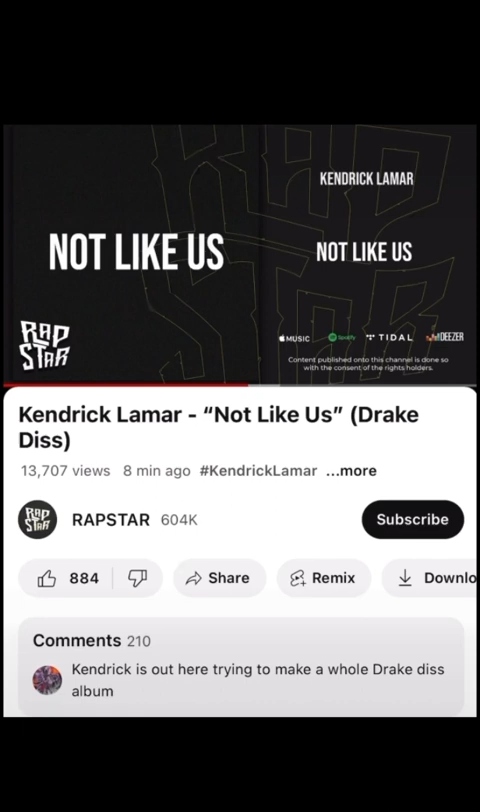 KENDRICK LAMAR
NOT LIKE US
NOT LIKE US
RAP
STAR
MUSIC
Spotify
TIDAL
DEEZER
Content published onto this channel is done so
with the consent of the rights holders.
Kendrick Lamar - “Not Like Us” (Drake
Diss)
13,707 views 8 min ago #KendrickLamar ...more
RAP
STAR
RAPSTAR 604K
Subscribe
884
Share
Remix
Downlo
Comments 210
Kendrick is out here trying to make a whole Drake diss
album